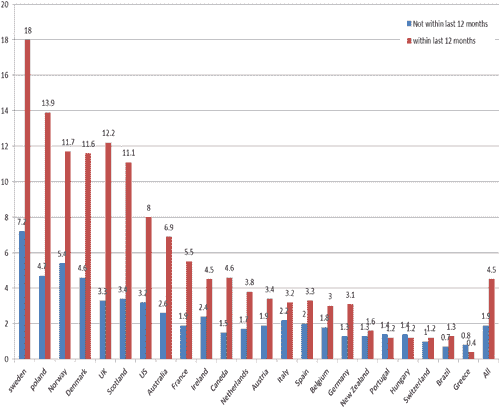 20
18
16
14
12
10
8
6
4
2
0
Not within last 12 months
within last 12 months
7.2 18
4.7 13.9
5.4 11.7
4.6 11.6
3.3 12.2
3.4 11.1
3.2 8
2.6 6.9
1.9 5.5
2.4 4.5
1.5 4.6
1.7 3.8
1.9 3.4
2.2 3.2
2 3.3
1.8 3
1.3 3.1
1.3 1.6
1.4 1.2
1.4 1.2
1 1.2
0.7 1.3
0.8 0.4
1.9 4.5
sweden
poland
Norway
Denmark
UK
Scotland
US
Australia
France
Ireland
Caneda
Netherlands
Austria
Italy
Spain
Belgium
Germany
New Zealand
Portugal
Hungary
Switzerland
Brazil
Greece
All